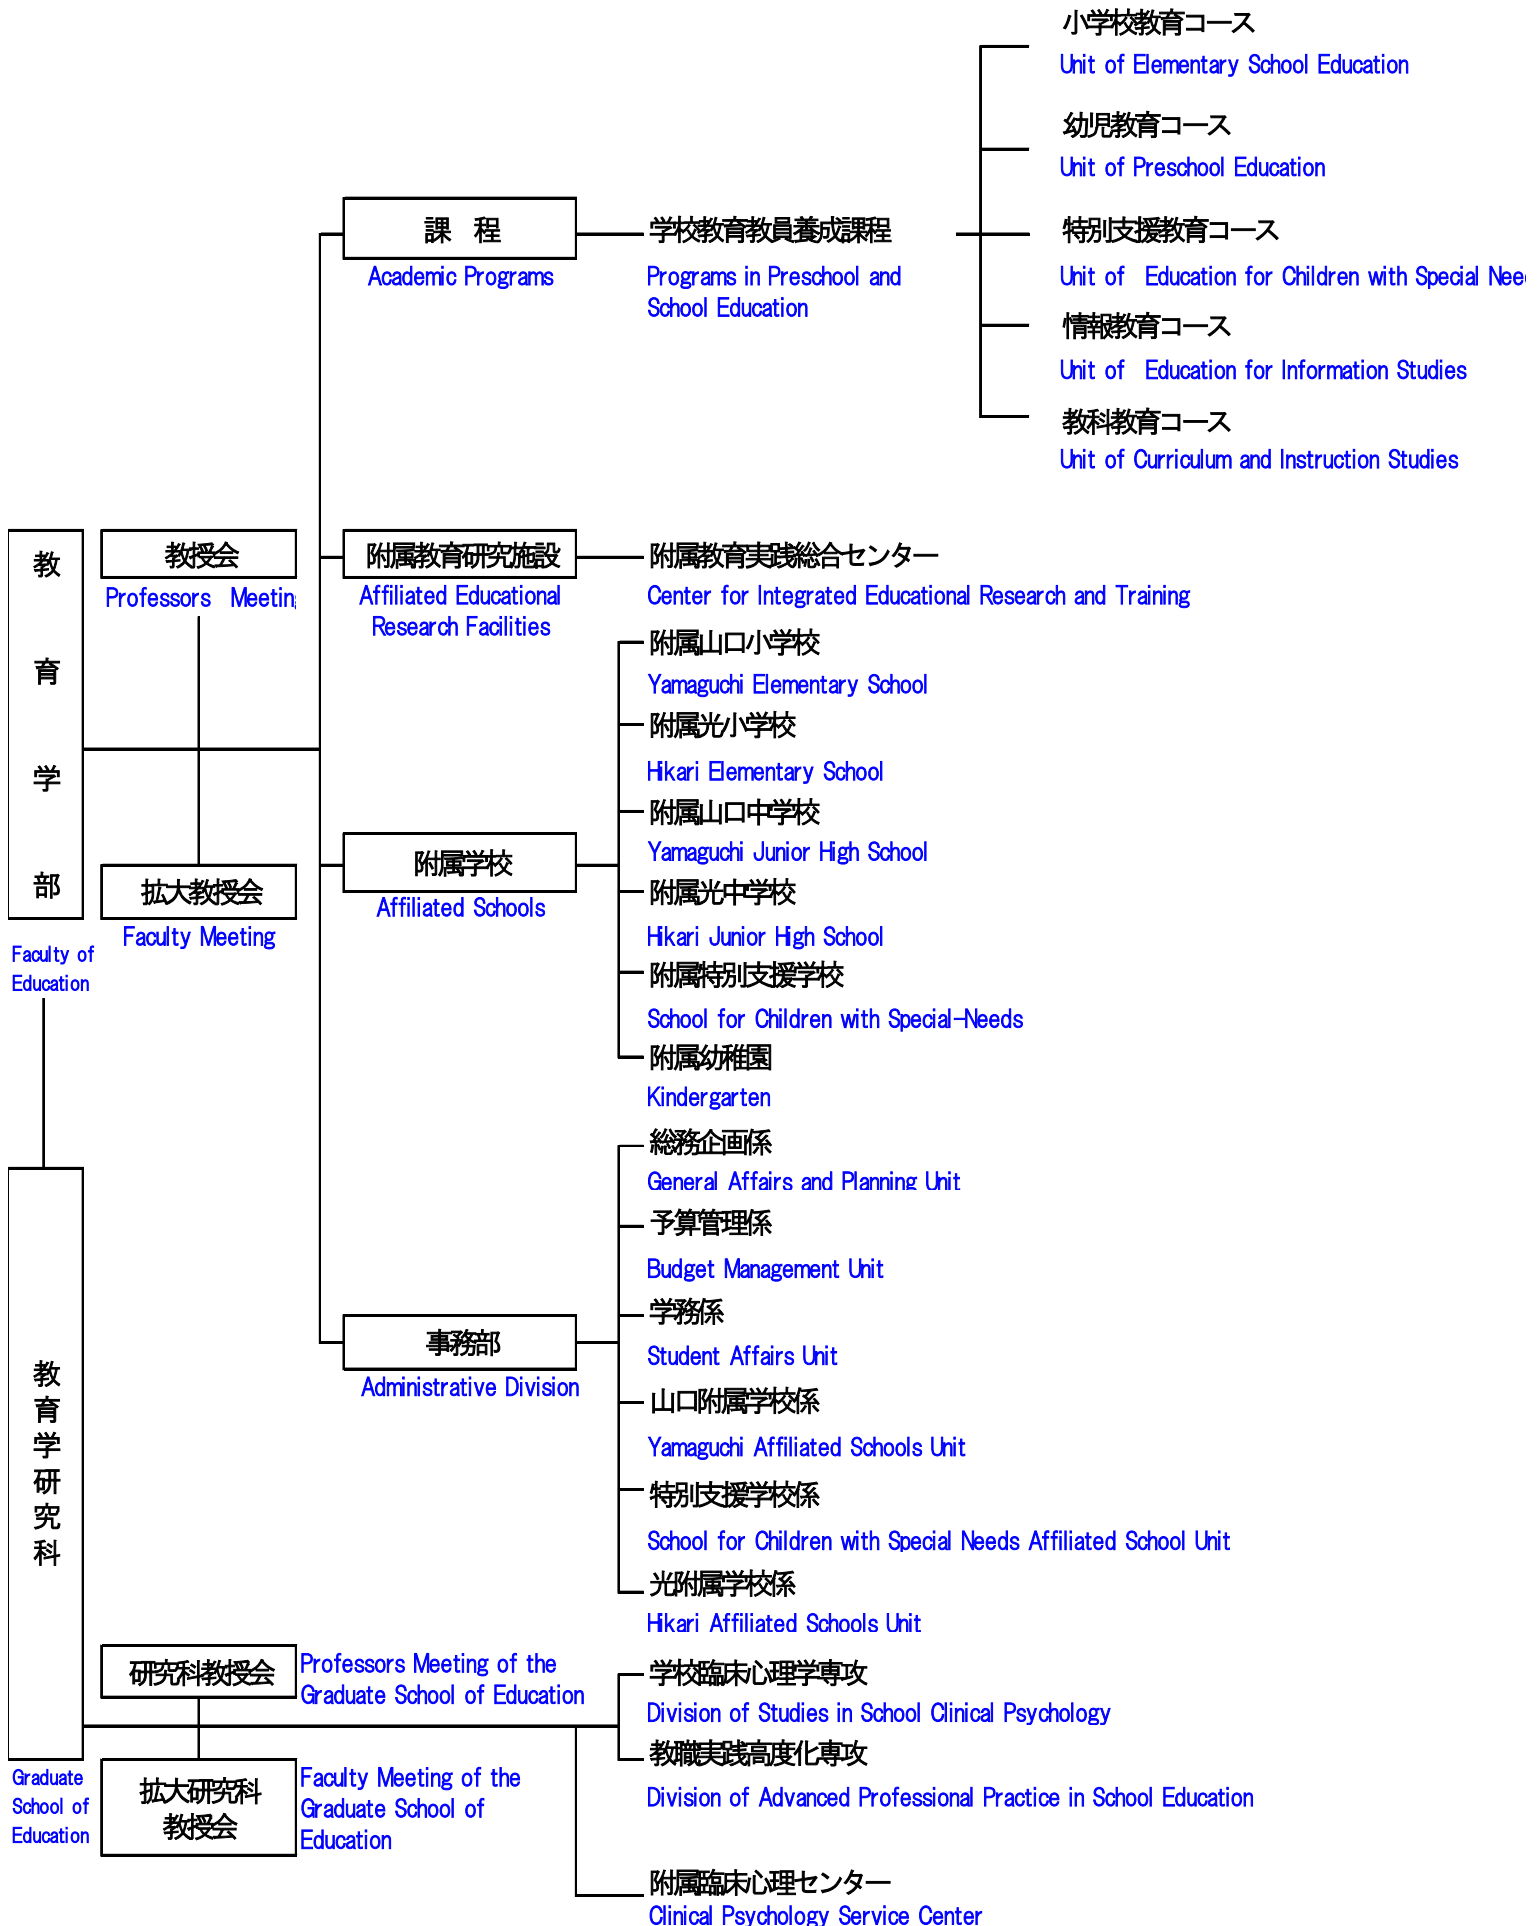 小学校教育コース
Unit of Elementary School Education
幼児教育コース
Unit of Preschool Education
課 程
Academic Programs
学校教育教員養成課程
Programs in Preschool and
School Education
特別支援教育コース
Unit of Education for Children with Special Nee
情報教育コース
Unit of Education for Information Studies
教科教育コース
Unit of Curriculum and Instruction Studies
教育学部
Faculty of
Education
教授会
Professors Meetin
拡大教授会
Faculty Meeting
附属教育研究施設
Affiliated Educational
Research Facilities
附属教育実践総合センター
Center for Integrated Educational Research and Training
附属学校
Affiliated Schools
附属山口小学校
Yamaguchi Elementary School
附属光小学校
Hikari Elementary School
附属山口中学校
Yamaguchi Junior High School
附属光中学校
Hikari Junior High School
附属特別支援学校
School for Children with Special-Needs
附属幼稚園
Kindergarten
事務部
Administrative Division
総務企画係
General Affairs and Planning Unit
予算管理係
Budget Management Unit
学務係
Student Affairs Unit
山口附属学校係
Yamaguchi Affiliated Schools Unit
特別支援学校係
School for Children with Special Needs Affiliated School Unit
光附属学校係
Hikari Affiliated Schools Unit
教育学研究科
Graduate
School of
Education
研究科教授会
Professors Meeting of the
Graduate School of Education
拡大研究科
教授会
Faculty Meeting of the
Graduate School of
Education
学校臨床心理学専攻
Division of Studies in School Clinical Psychology
教職実践高度化専攻
Division of Advanced Professional Practice in School Education
附属臨床心理センター
Clinical Psychology Service Center